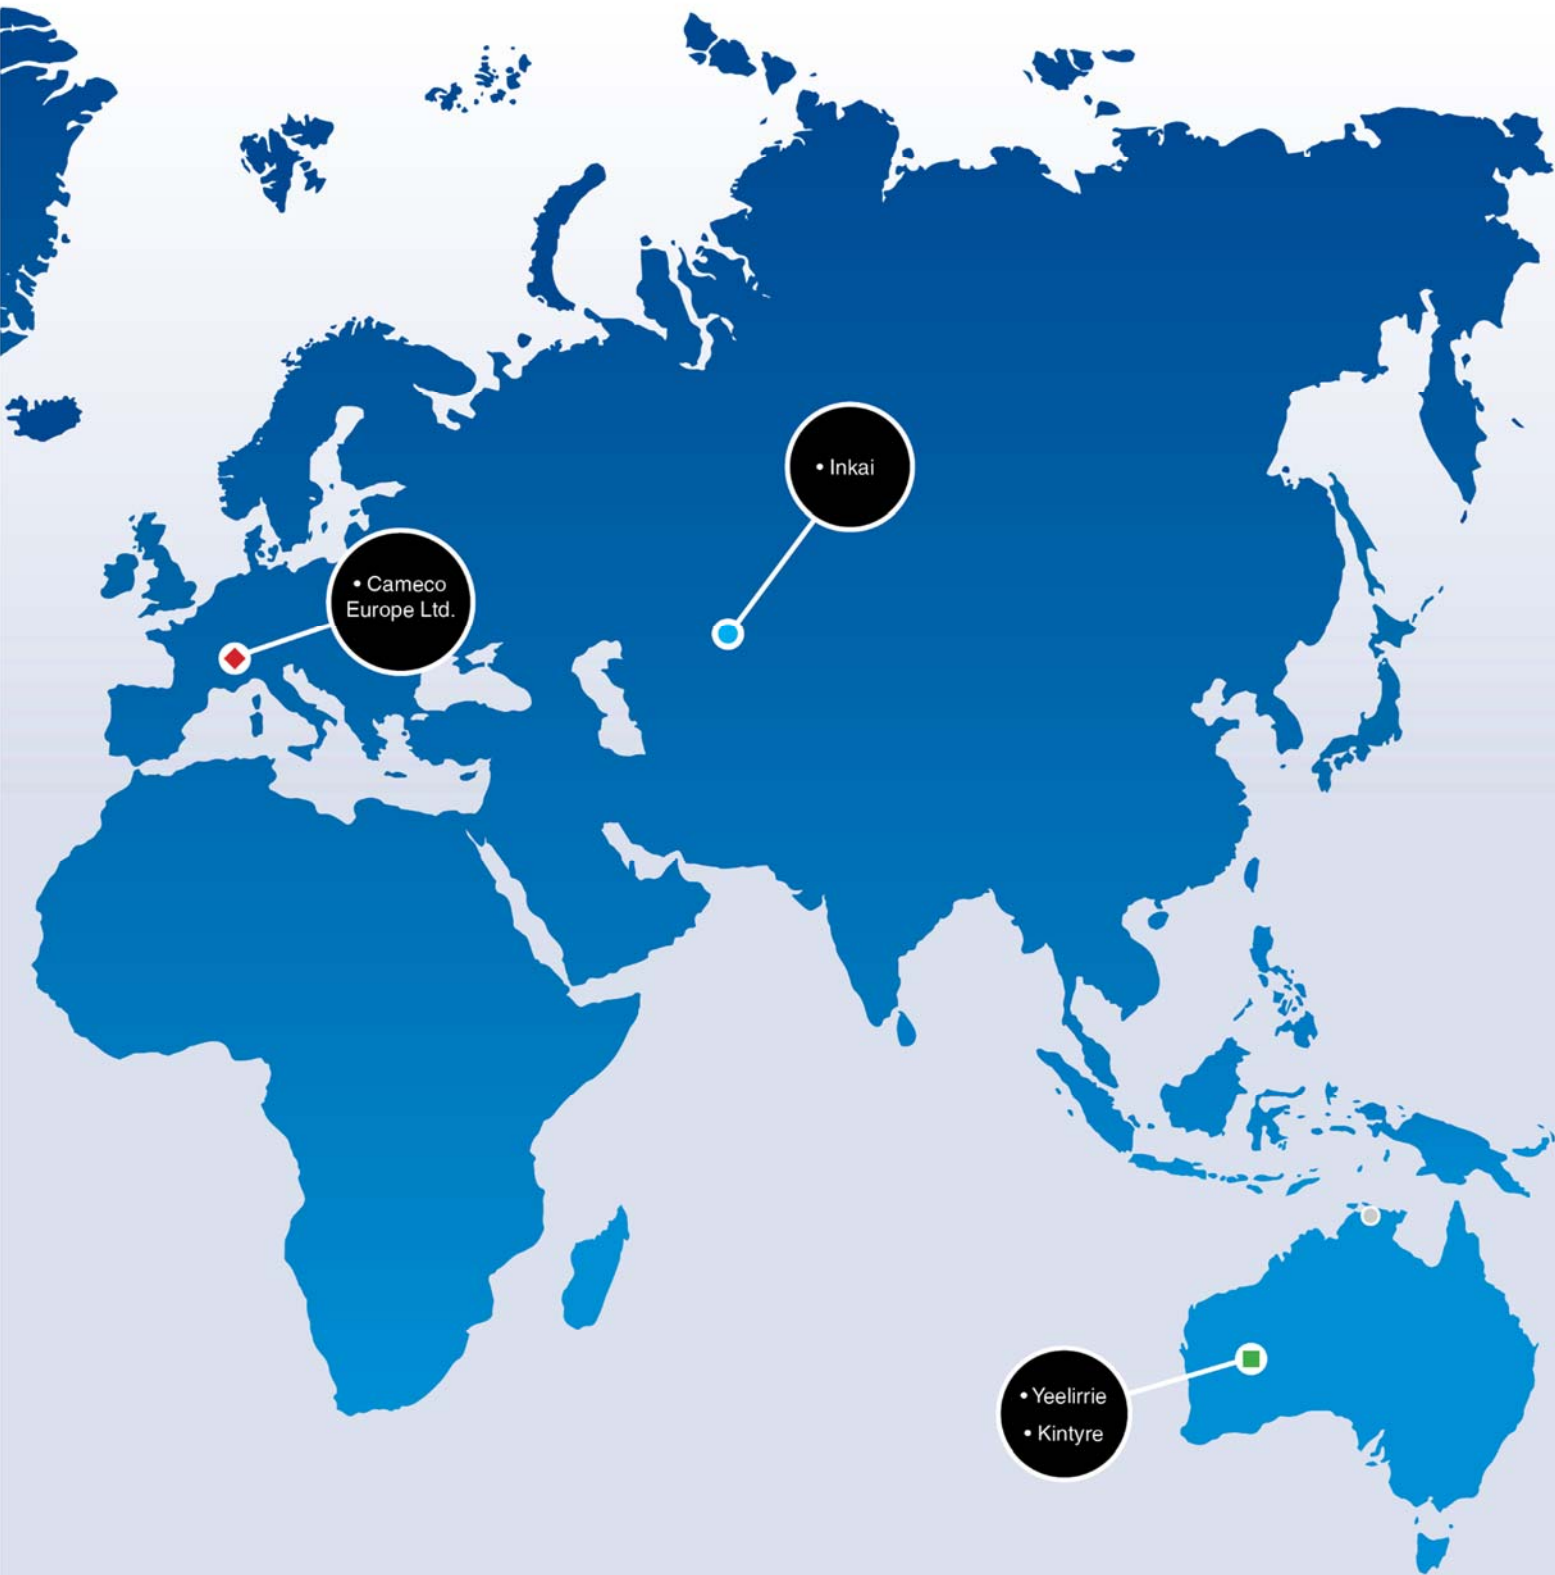 • Inkai
• Cameco
Europe Ltd.
• Yeelirrie
• Kintyre